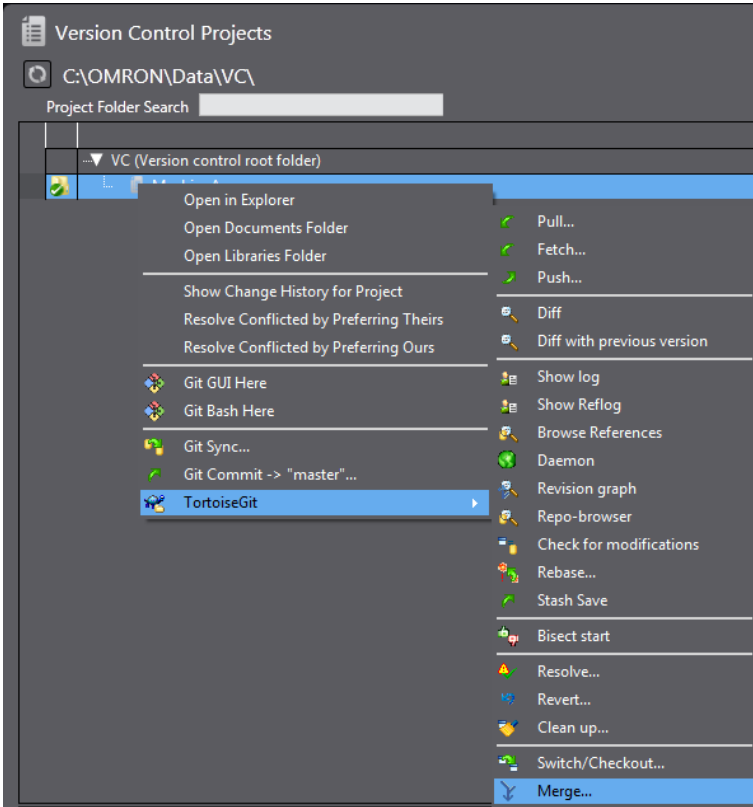 Version Control Projects
C:\OMRON\Data\VC\
Project Folder Search
VC (Version control root folder)
Open in Explorer
Open Documents Folder
Open Libraries Folder
Show Change History for Project
Resolve Conflicted by Preferring Theirs
Resolve Conflicted by Preferring Ours
Git GUI Here
Git Bash Here
Git Sync...
Git Commit -> "master"...
TortoiseGit
Pull...
Fetch...
Push...
Diff
Diff with previous version
Show log
Show Reflog
Browse References
Daemon
Revision graph
Repo-browser
Check for modifications
Rebase...
Stash Save
Bisect start
Resolve...
Revert...
Clean up...
Switch/Checkout...
Merge...